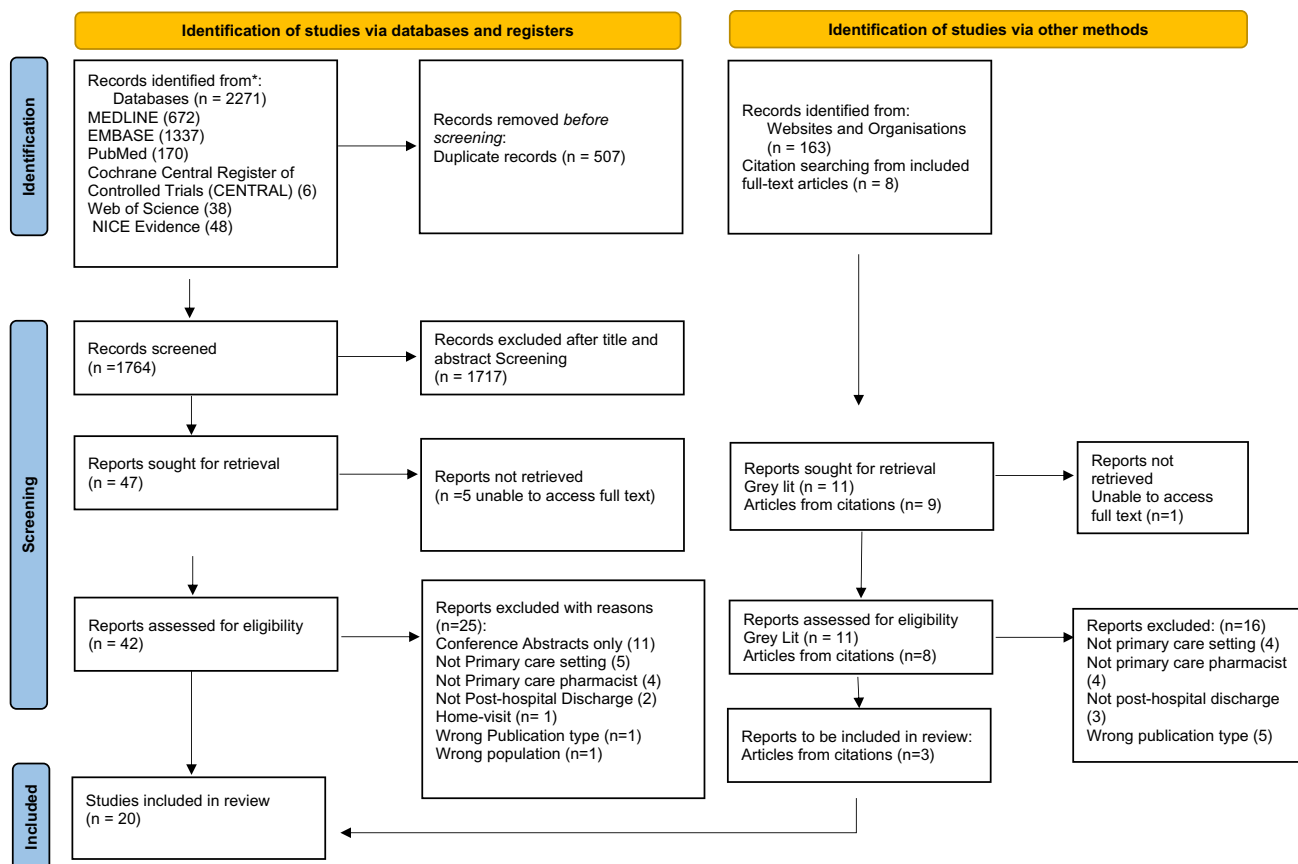 Identification of studies via databases and registers
Identification of studies via other methods
Identification
Records identified from*:
Databases (n = 2271)
MEDLINE (672)
EMBASE (1337)
PubMed (170)
Cochrane Central Register of
Controlled Trials (CENTRAL) (6)
Web of Science (38)
NICE Evidence (48)
Records removed before
screening:
Duplicate records (n = 507)
Records identified from:
Websites and Organisations
(n = 163)
Citation searching from included
full-text articles (n = 8)
Screening
Records screened
(n =1764)
Records excluded after title and
abstract Screening
(n = 1717)
Reports sought for retrieval
(n = 47)
Reports not retrieved
(n =5 unable to access full text)
Reports sought for retrieval
Grey lit (n = 11)
Articles from citations (n= 9)
Reports not
retrieved
Unable to access
full text (n=1)
Reports assessed for eligibility
(n = 42)
Reports excluded with reasons
(n=25):
Conference Abstracts only (11)
Not Primary care setting (5)
Not Primary care pharmacist (4)
Not Post-hospital Discharge (2)
Home-visit (n= 1)
Wrong Publication type (n=1)
Wrong population (n=1)
Reports assessed for eligibility
Grey Lit = 11)
Articles from citations (n=8)
Reports excluded: (n=16)
Not primary care setting (4)
Not primary care pharmacist
(4)
Not post-hospital discharge
(3)
Wrong publication type (5)
Reports to be included in review:
Articles from citations (n=3)
Included
Studies included in review
(n = 20)